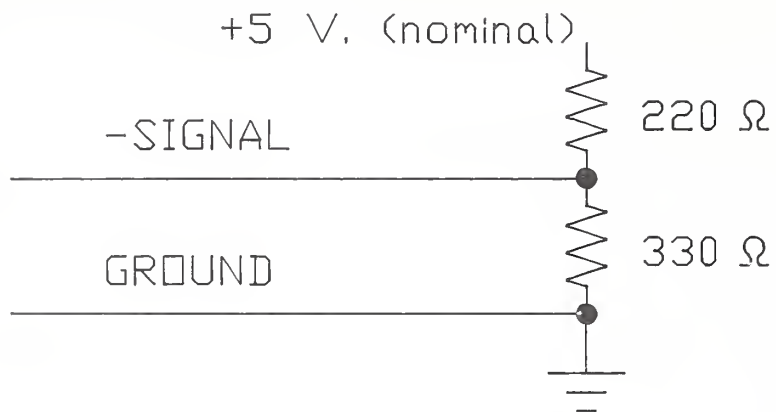 +5 V. (nominal)
220 Ω
-SIGNAL
330 Ω
GROUND